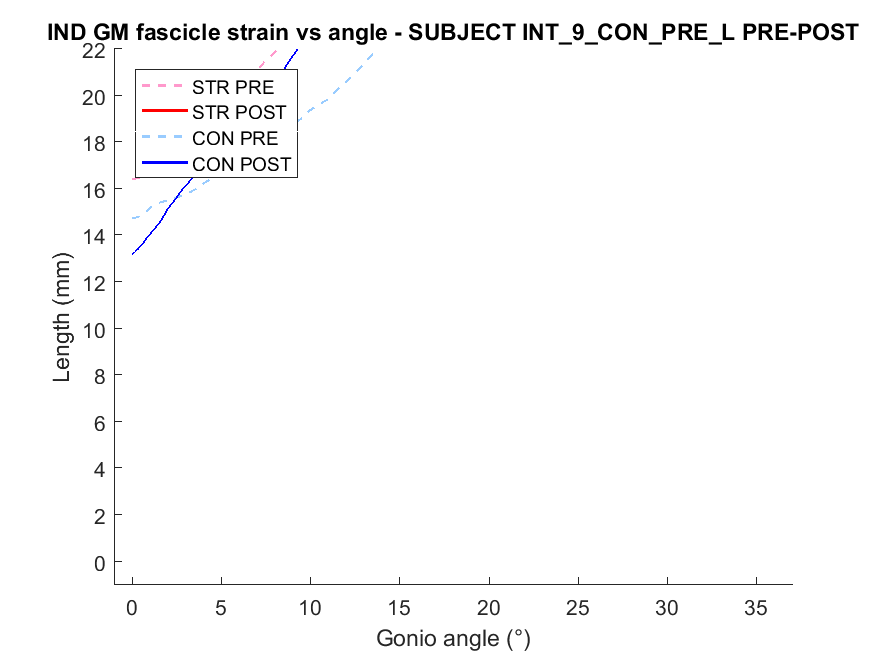 IND GM fascicle strain vs angle - SUBJECT INT_9_CON_PRE_L PRE-POST
22
20
18
16
14
12
10
8
6
4
2
0
Length (mm)
STR PRE
STR POST
CON PRE
CON POST
0 5 10 15 20 25 30 35
Gonio angle (°)